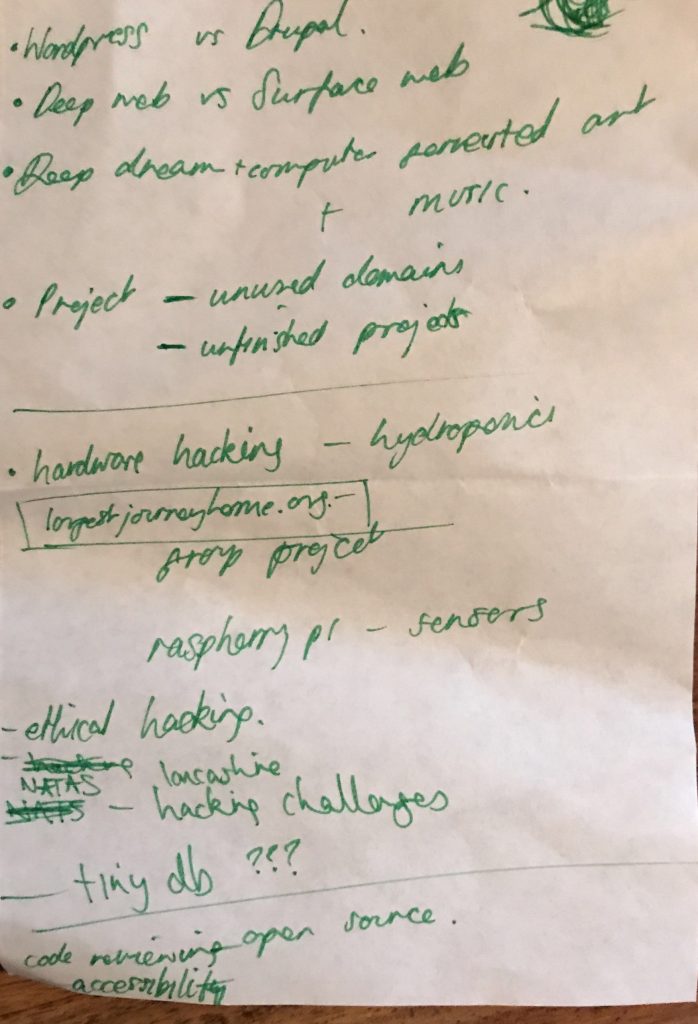 • Wordpress vs Drupal.
• Deep web vs Surface web
• Deep dream + computer generated art
+ music.
• Project – unused domains
– unfinished projects
• hardware hacking – hydroponics
longestjourneyhome.org. –
group project
raspberry pi – sensors
– ethical hacking.
– lancashire
NATAS – hacking challenges
– tiny db ???
code reviewing open source.
accessibility